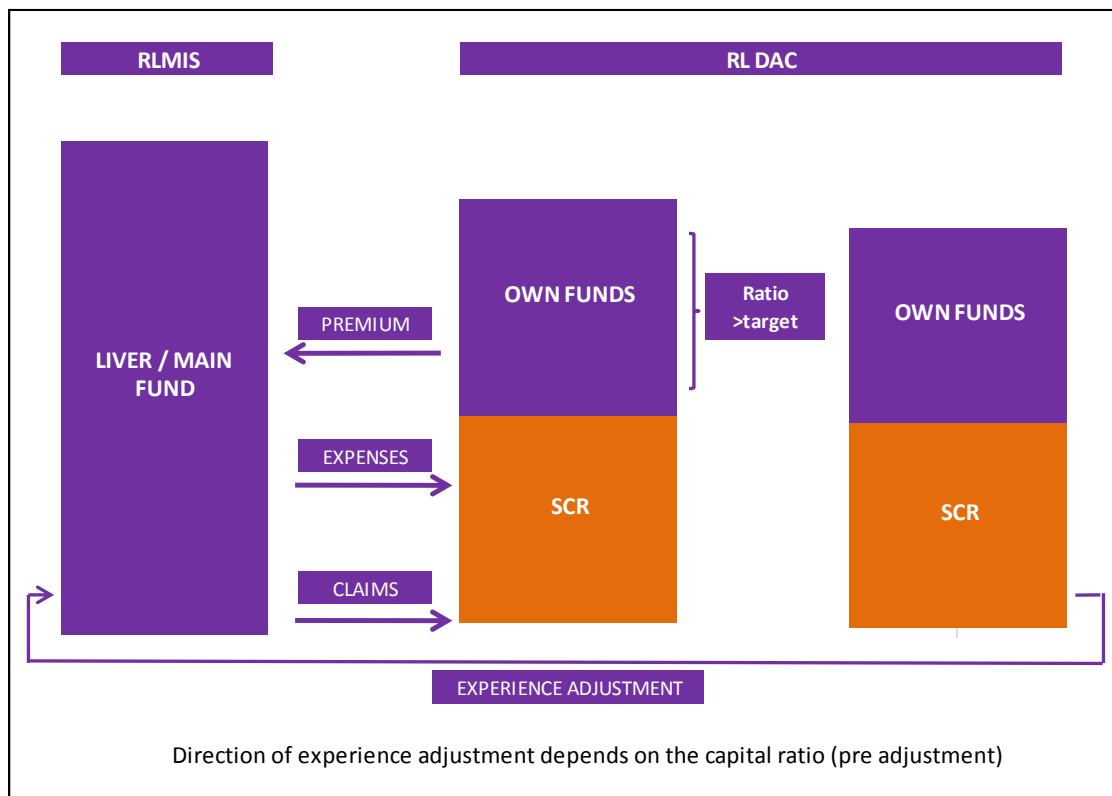 RLMIS
RL DAC
LIVER / MAIN
FUND
PREMIUM
EXPENSES
CLAIMS
OWN FUNDS
SCR
Ratio
>target
OWN FUNDS
SCR
EXPERIENCE ADJUSTMENT
Direction of experience adjustment depends on the capital ratio (pre adjustment)